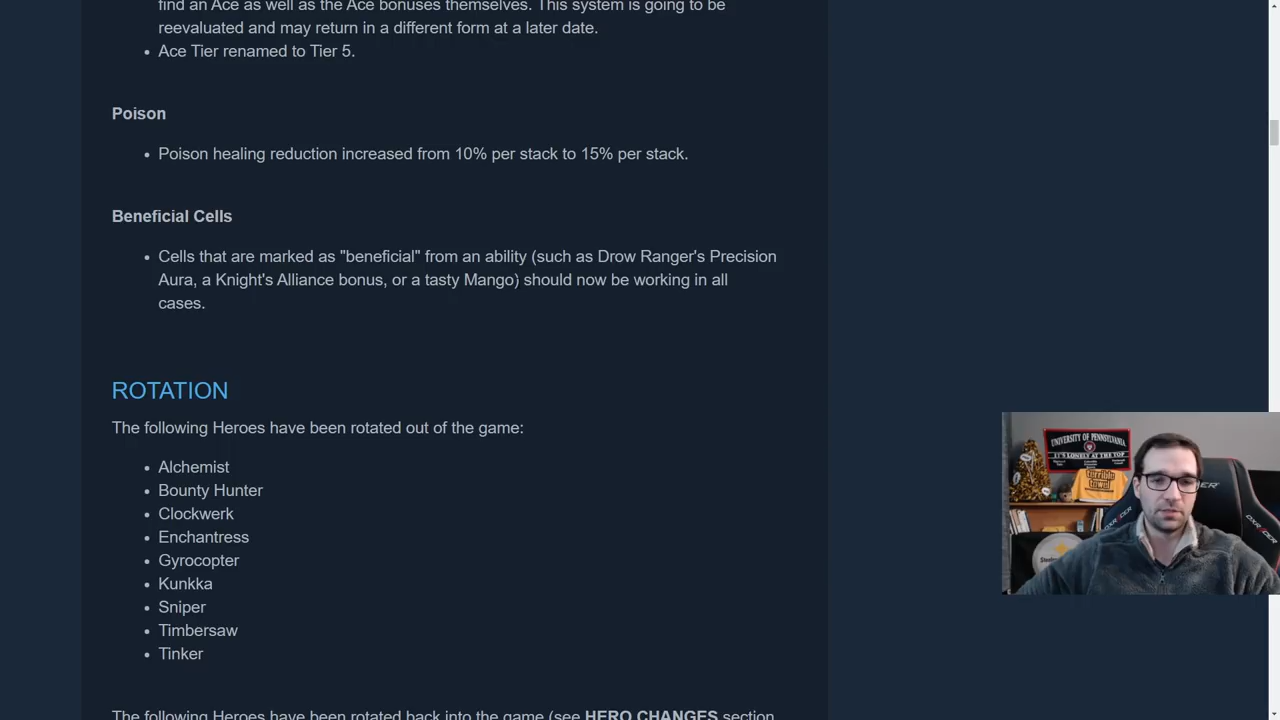 find an Ace as well as the Ace bonuses themselves. This system is going to be
reevaluated and may return in a different form at a later date.
• Ace Tier renamed to Tier 5.
Poison
• Poison healing reduction increased from 10% per stack to 15% per stack.
Beneficial Cells
• Cells that are marked as "beneficial" from an ability (such as Drow Ranger's Precision
Aura, a Knight's Alliance bonus, or a tasty Mango) should now be working in all
cases.
ROTATION
The following Heroes have been rotated out of the game:
• Alchemist
• Bounty Hunter
• Clockwerk
• Enchantress
• Gyrocopter
• Kunkka
• Sniper
• Timbersaw
• Tinker
The following Heroes have been rotated back into the game (see HERO CHANGES section
UNIVERSITY OF PENNSYLVANIA
IT'S LONELY AT THE TOP